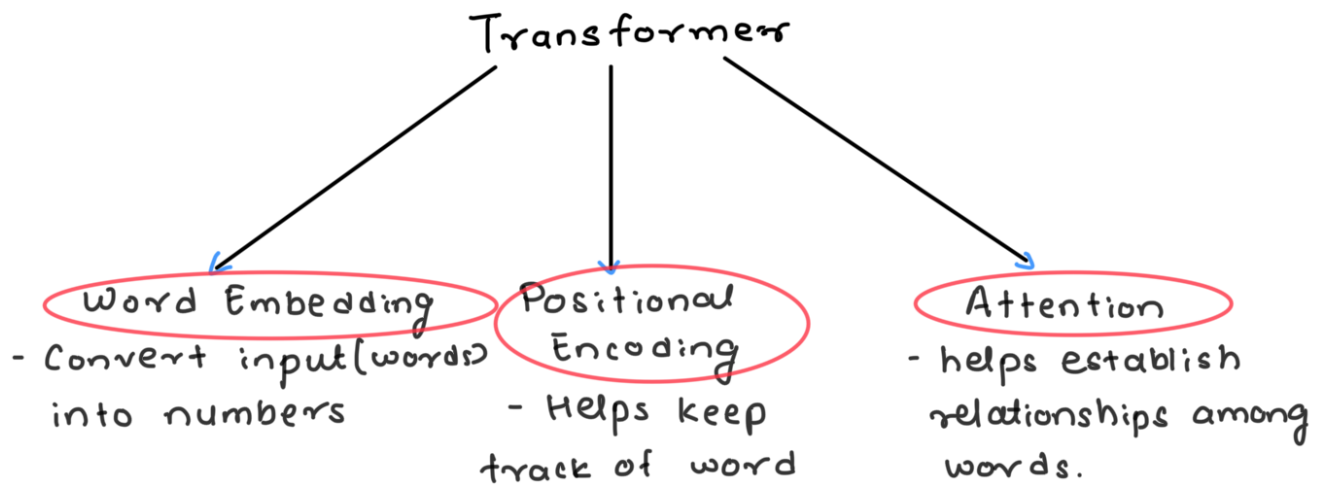 Transformer
Word Embedding
- Convert input(words)
into numbers
Positional
Encoding
- Helps keep
track of word
Attention
- helps establish
relationships among
words.